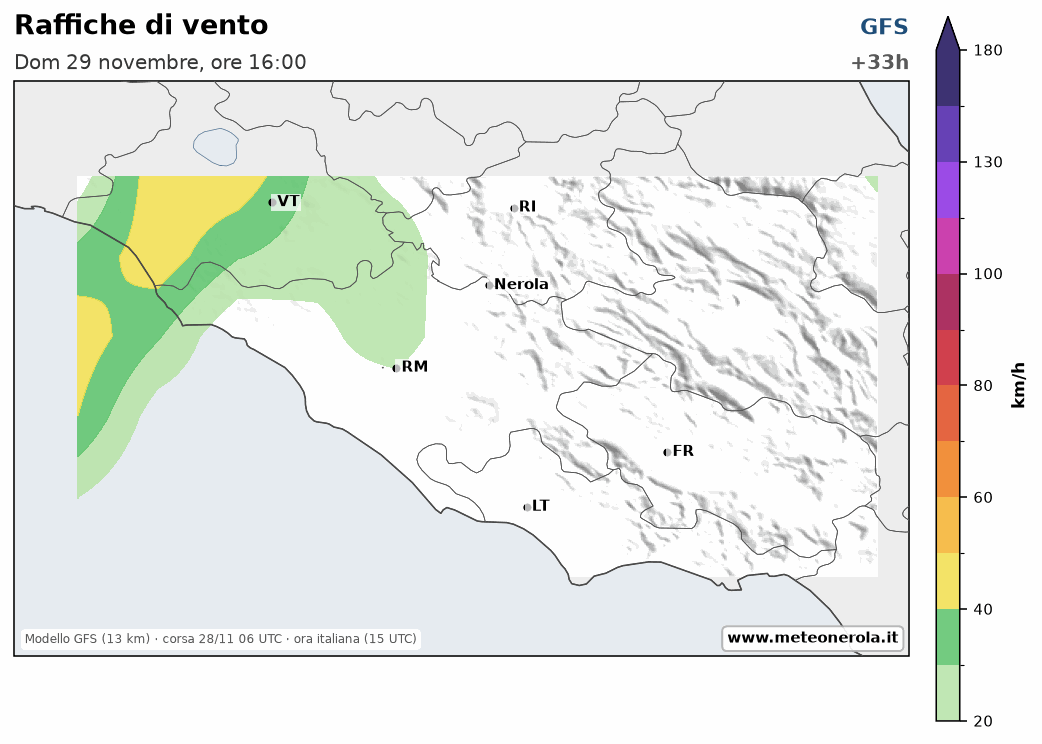 Raffiche di vento
GFS
Dom 29 novembre, ore 16:00
+33h
180
130
100
80
60
40
20
km/h
VT
RI
Nerola
RM
FR
LT
Modello GFS (13 km) · corsa 28/11 06 UTC · ora italiana (15 UTC)
www.meteonerola.it